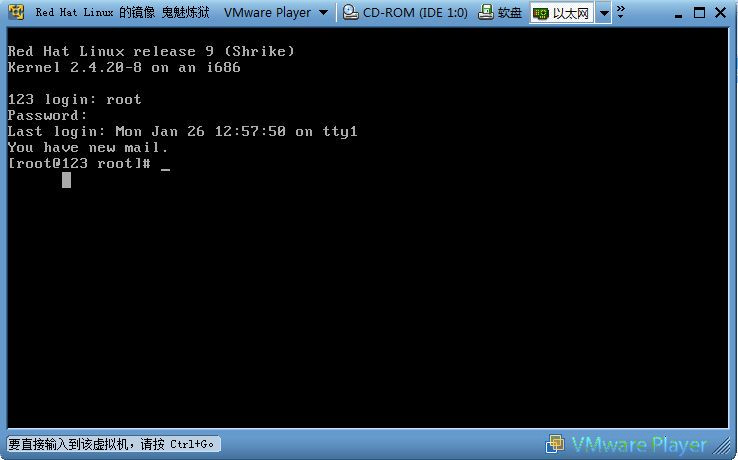 Red Hat Linux 的镜像 鬼魅炼狱 VMware Player CD-ROM (IDE 1:0) 软盘 以太网
Red Hat Linux release 9 (Shrike)
Kernel 2.4.20-8 on an i686
123 login: root
Password:
Last login: Mon Jan 26 12:57:50 on tty1
You have new mail.
[root@123 root]# _
要直接输入到该虚拟机，请按 Ctrl+G。
VMware Player